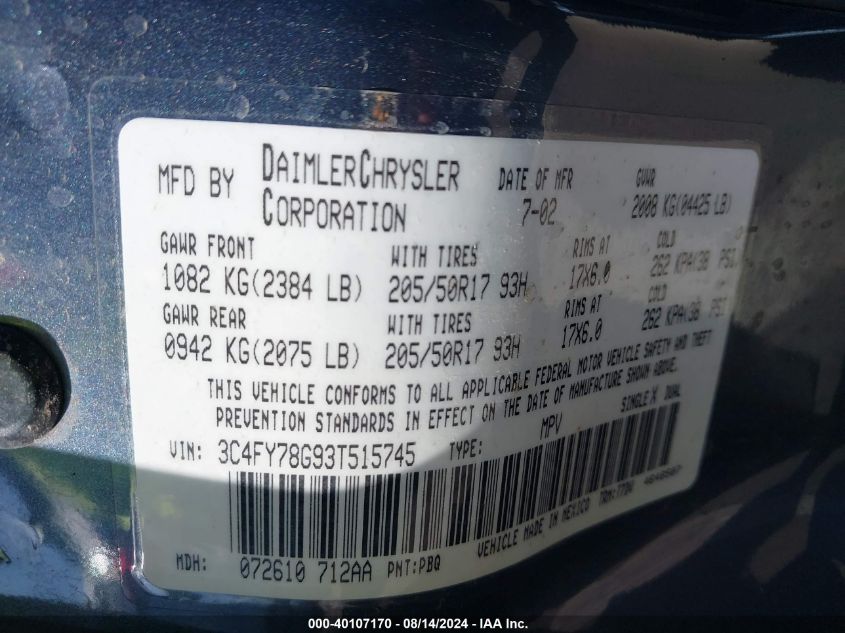 MFD BY DAIMLERCHRYSLER CORPORATION DATE OF MFR 7-02 GVWR 2008 KG(04425 LB)
GAWR FRONT WITH TIRES RIMS AT COLD
1082 KG(2384 LB) 205/50R17 93H 17X6.0 262 KPA(38 PSI
GAWR REAR WITH TIRES RIMS AT COLD
0942 KG(2075 LB) 205/50R17 93H 17X6.0 262 KPA(38 PSI
THIS VEHICLE CONFORMS TO ALL APPLICABLE FEDERAL MOTOR VEHICLE SAFETY AND THEFT
PREVENTION STANDARDS IN EFFECT ON THE DATE OF MANUFACTURE SHOWN ABOVE.
VIN: 3C4FY78G93T515745 TYPE: MPV SINGLE X DUAL
VEHICLE MADE IN MEXICO TRM:T7DV
MDH: 072610 712AA PNT:PBQ
000-40107170 - 08/14/2024 - IAA Inc.